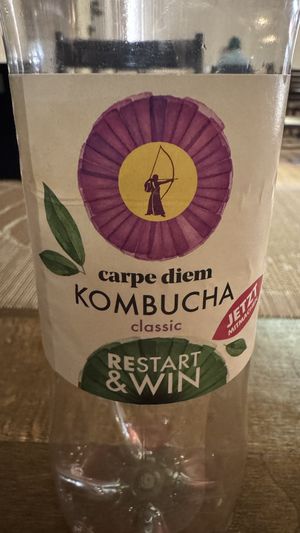 carpe diem
KOMBUCHA
classic
JETZT
RESTART
& WIN